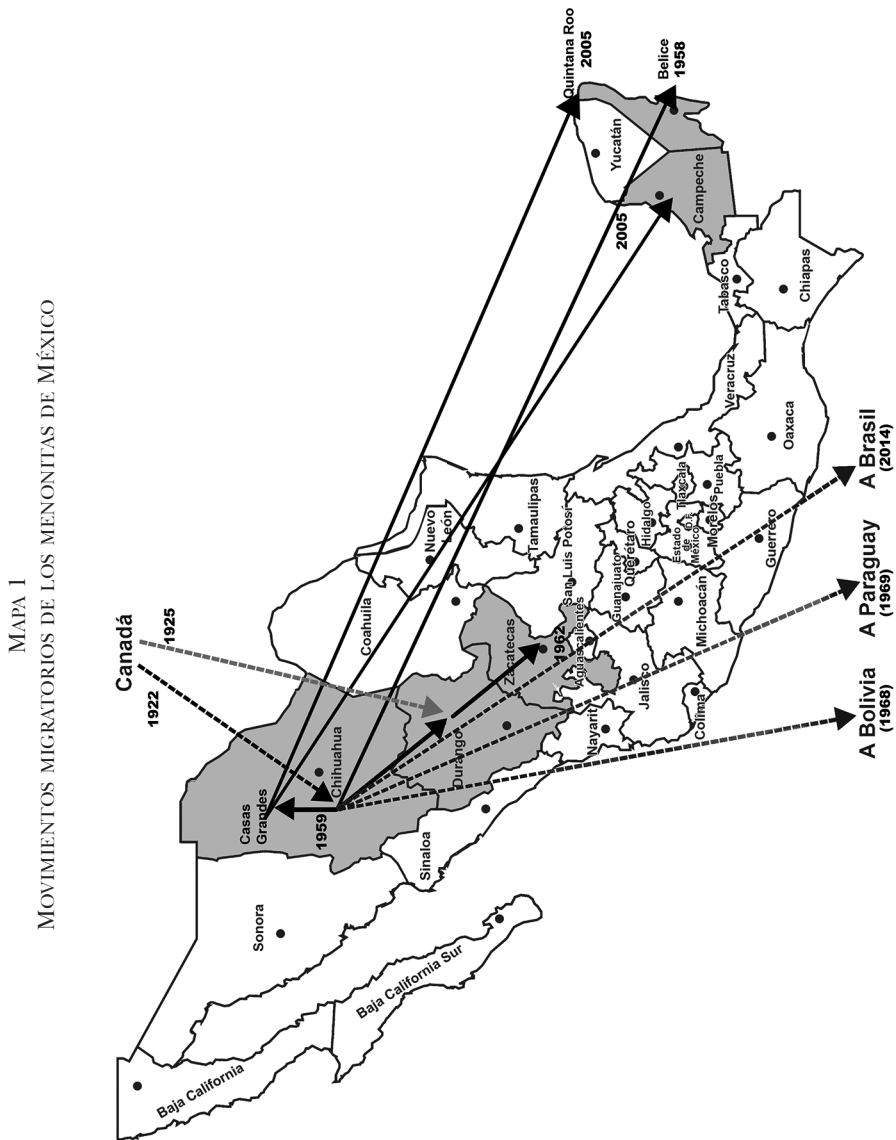 MAPA 1
MOVIMIENTOS MIGRATORIOS DE LOS MENONITAS DE MÉXICO
Canadá
1922
1925
Baja California
Baja California Sur
Sonora
Casas
Grandes
Chihuahua
1959
Sinaloa
Coahuila
Nuevo
León
Durango
Zacatecas
1962
Tamaulipas
San Luis Potosí
Aguascalientes
Nayarit
Jalisco
Guanajuato
Querétaro
Hidalgo
Colima
Michoacán
Estado
de
México
D.F.
Tlaxcala
Morelos
Puebla
Guerrero
Veracruz
Oaxaca
Tabasco
Chiapas
2005
Campeche
Yucatán
Quintana Roo
2005
Belice
1958
A Bolivia
(1968)
A Paraguay
(1969)
A Brasil
(2014)